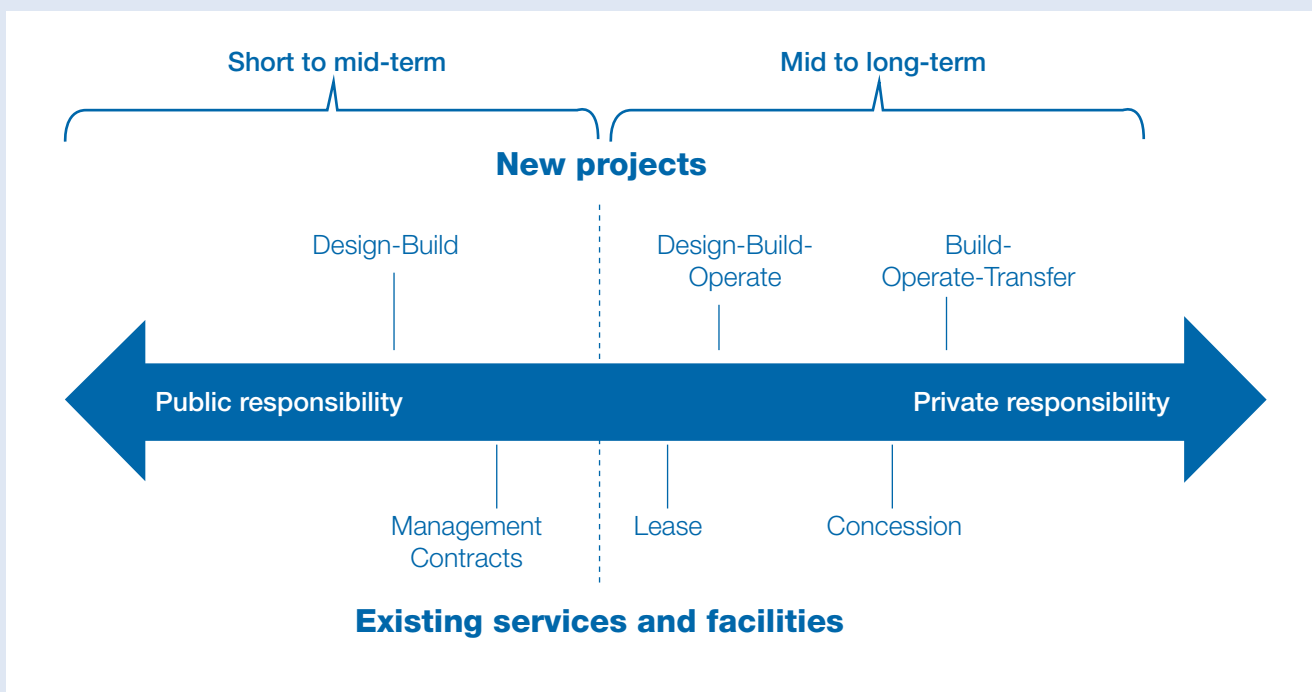 Short to mid-term
Mid to long-term
New projects
Design-Build
Design-Build-
Operate
Build-
Operate-Transfer
Public responsibility
Private responsibility
Management
Contracts
Lease
Concession
Existing services and facilities